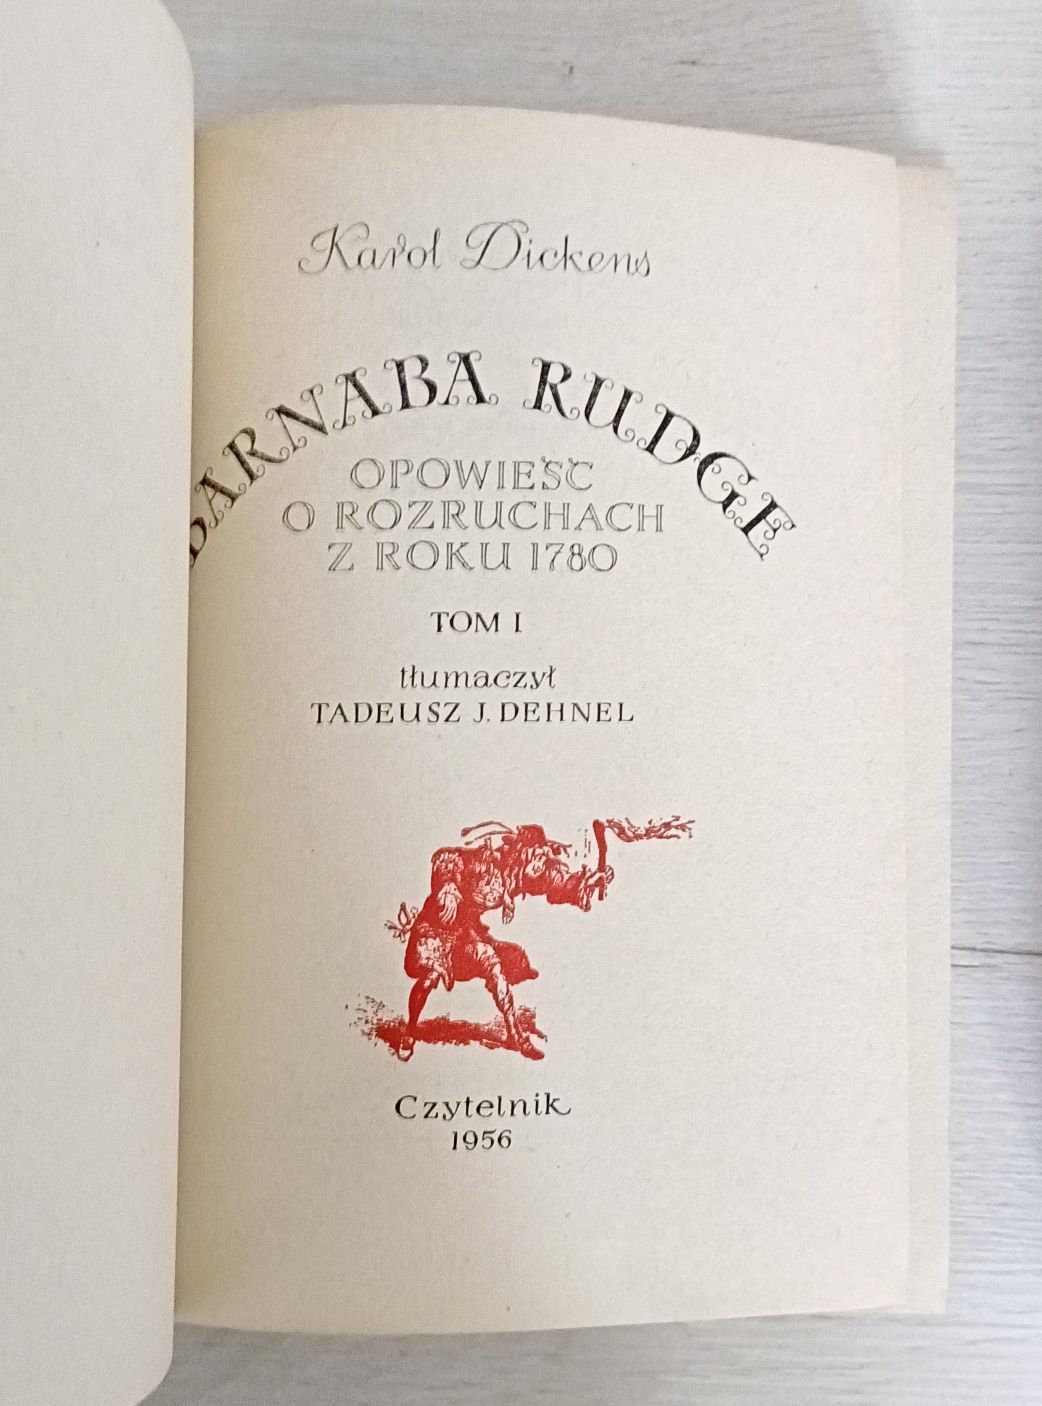 Karol Dickens
BARNABA RUDGE
OPOWIEŚĆ
O ROZRUCHACH
Z ROKU 1780
TOM I
tłumaczył
TADEUSZ J. DEHNEL
Czytelnik
1956